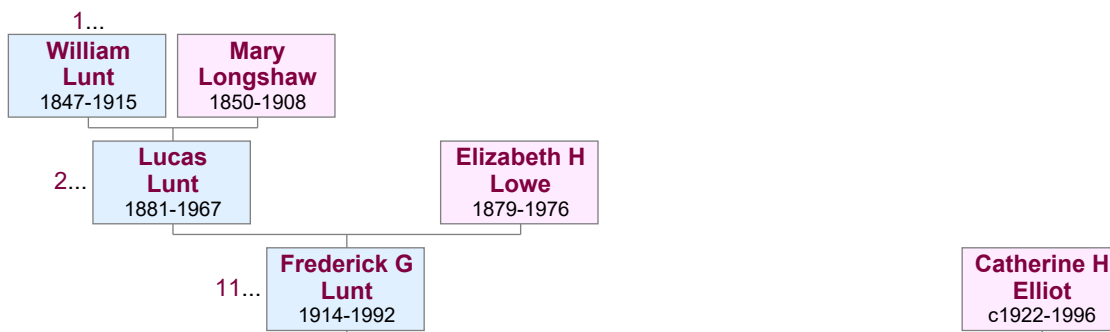 1...
William
Lunt
1847-1915
Mary
Longshaw
1850-1908
2...
Lucas
Lunt
1881-1967
Elizabeth H
Lowe
1879-1976
11...
Frederick G
Lunt
1914-1992
Catherine H
Elliot
c1922-1996